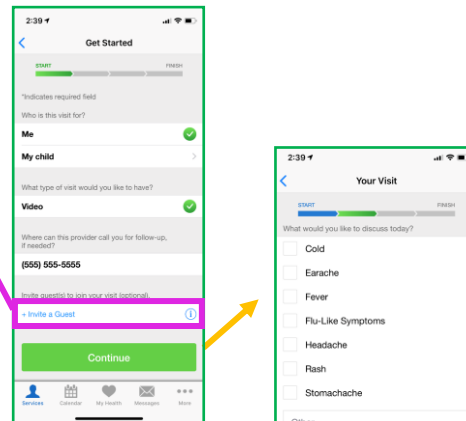 2:39
Get Started
START FINISH
*Indicates required field
Who is this visit for?
Me
My child
What type of visit would you like to have?
Video
Where can this provider call you for follow-up,
if needed?
(555) 555-5555
Invite guest(s) to join your visit (optional).
+ Invite a Guest
Continue
Services Calendar My Health Messages More
2:39
Your Visit
START FINISH
What would you like to discuss today?
Cold
Earache
Fever
Flu-Like Symptoms
Headache
Rash
Stomachache
Other